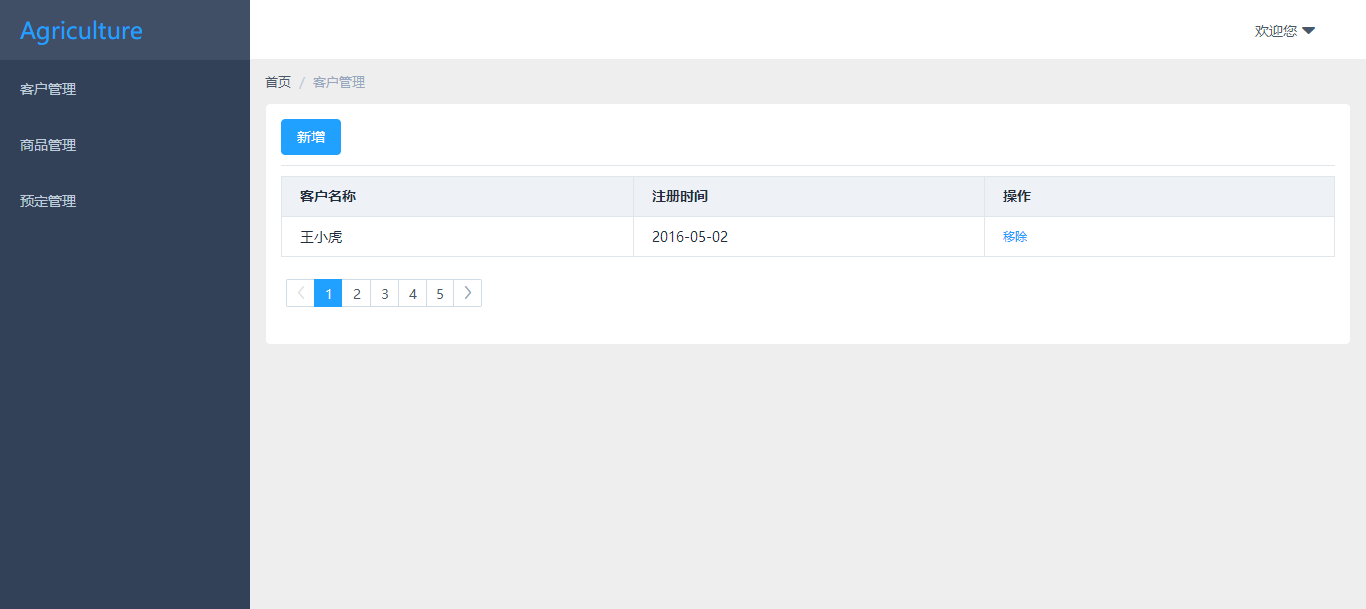 Agriculture
欢迎您
客户管理
商品管理
预定管理
首页 / 客户管理
新增
客户名称 注册时间 操作
王小虎 2016-05-02 移除
1 2 3 4 5